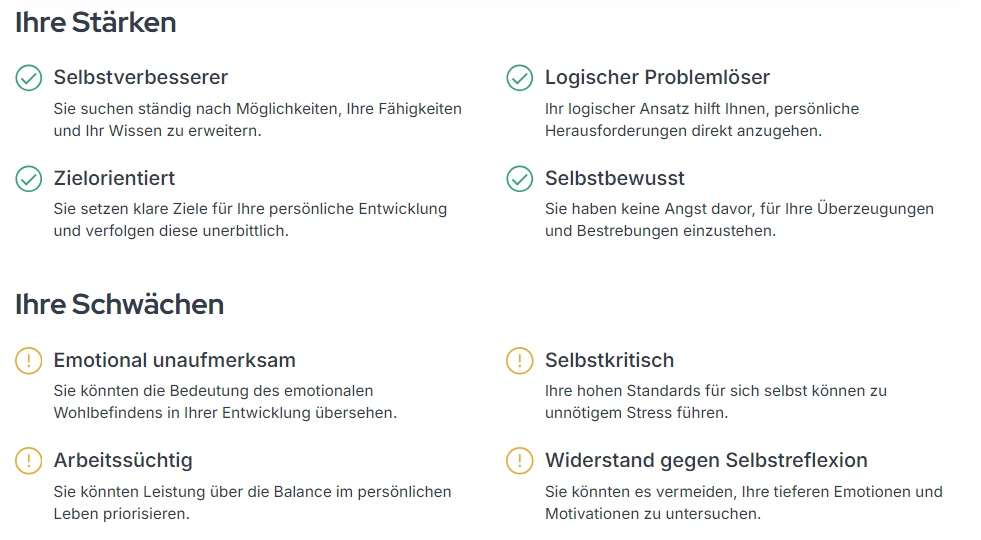 Ihre Stärken
Selbstverbesserer
Sie suchen ständig nach Möglichkeiten, Ihre Fähigkeiten
und Ihr Wissen zu erweitern.
Logischer Problemlöser
Ihr logischer Ansatz hilft Ihnen, persönliche
Herausforderungen direkt anzugehen.
Zielorientiert
Sie setzen klare Ziele für Ihre persönliche Entwicklung
und verfolgen diese unerbittlich.
Selbstbewusst
Sie haben keine Angst davor, für Ihre Überzeugungen
und Bestrebungen einzustehen.
Ihre Schwächen
Emotional unaufmerksam
Sie könnten die Bedeutung des emotionalen
Wohlbefindens in Ihrer Entwicklung übersehen.
Selbstkritisch
Ihre hohen Standards für sich selbst können zu
unnötigem Stress führen.
Arbeitssüchtig
Sie könnten Leistung über die Balance im persönlichen
Leben priorisieren.
Widerstand gegen Selbstreflexion
Sie könnten es vermeiden, Ihre tieferen Emotionen und
Motivationen zu untersuchen.